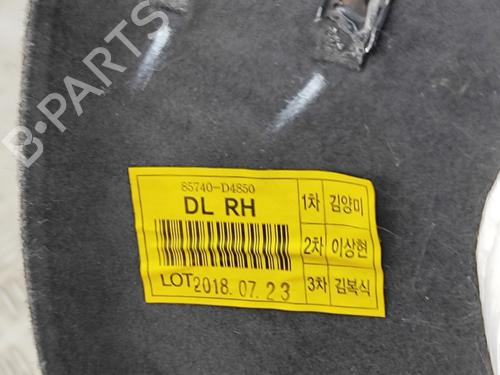 B-PARTS
85740-D4850
DL RH
LOT 2018. 07. 23
1차 김양미
2차 이상현
3차 김복식